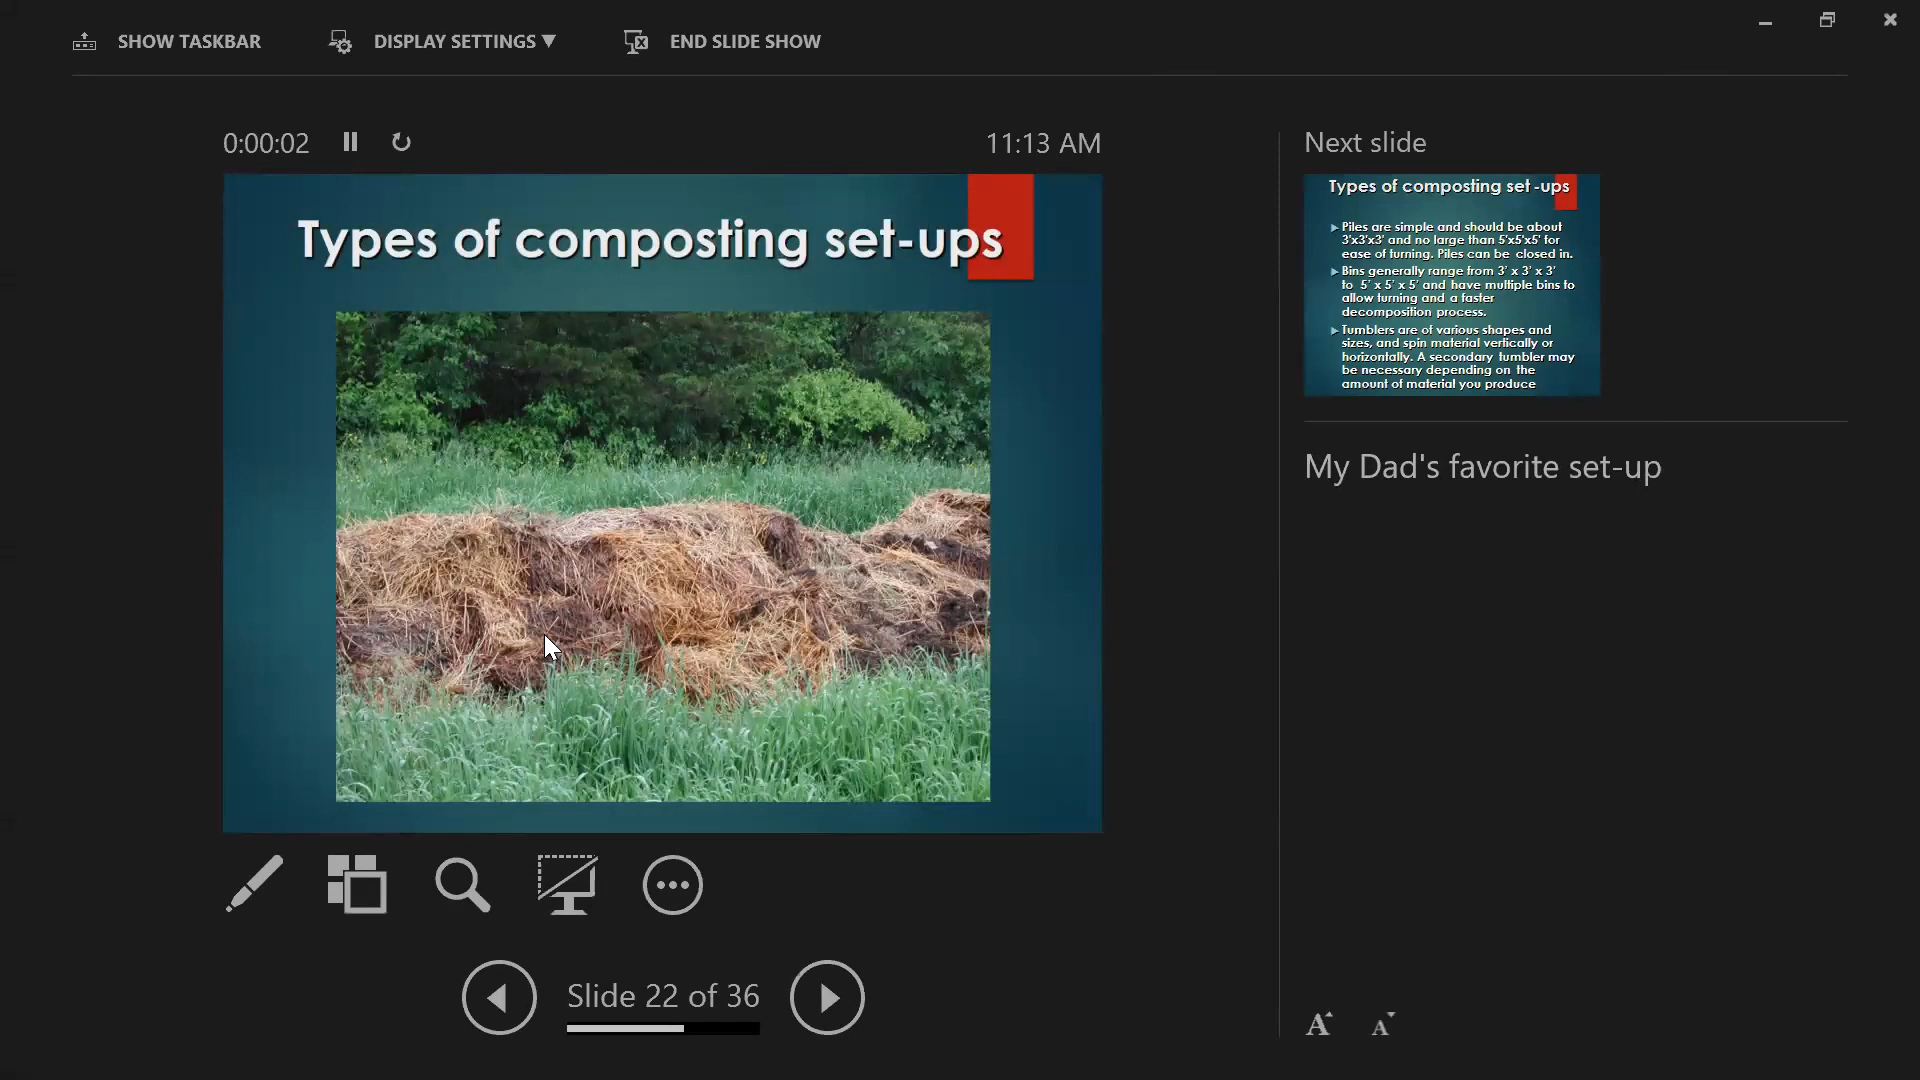 SHOW TASKBAR
DISPLAY SETTINGS ▼
END SLIDE SHOW
0:00:02
11:13 AM
Types of composting set-ups
Slide 22 of 36
Next slide
Types of composting set -ups
Piles are simple and should be about
3'x3'x3' and no large than 5'x5'x5' for
ease of turning. Piles can be closed in.
Bins generally range from 3' x 3' x 3'
to 5' x 5' x 5' and have multiple bins to
allow turning and a faster
decomposition process.
Tumblers are of various shapes and
sizes, and spin material vertically or
horizontally. A secondary tumbler may
be necessary depending on the
amount of material you produce
My Dad's favorite set-up
A A